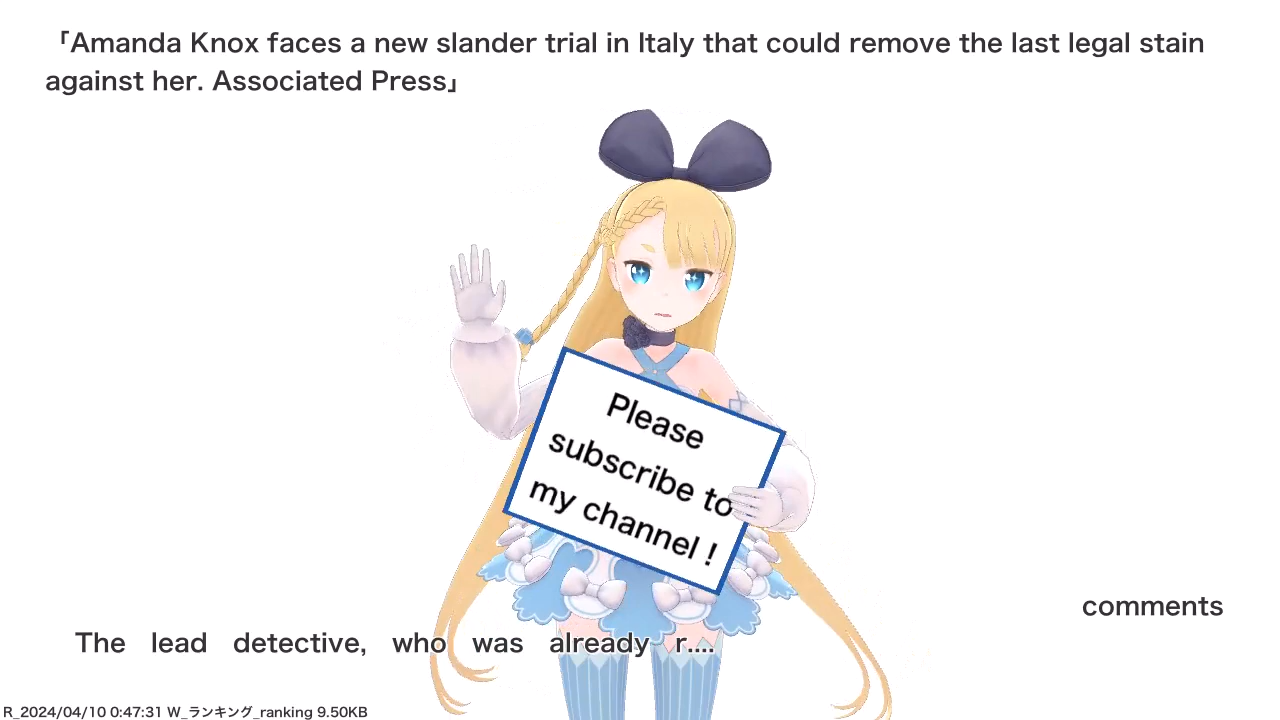 「Amanda Knox faces a new slander trial in Italy that could remove the last legal stain
against her. Associated Press」
Please
subscribe to
my channel !
comments
The lead detective, who was already r....
R_2024/04/10 0:47:31 W_ランキング_ranking 9.50KB